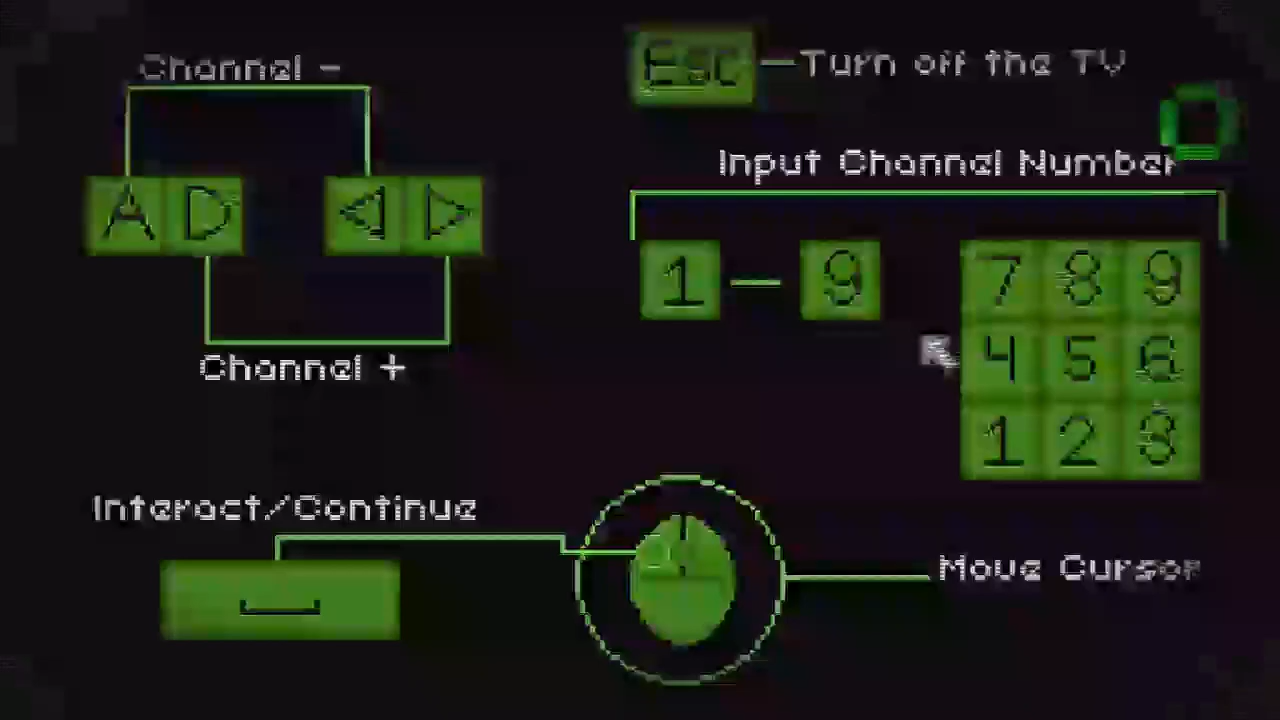 Channel -
Esc — Turn off the TV
Input Channel Number
A D
1 — 9
7 8 9
4 5 6
1 2 3
Channel +
Interact/Continue
Move Cursor